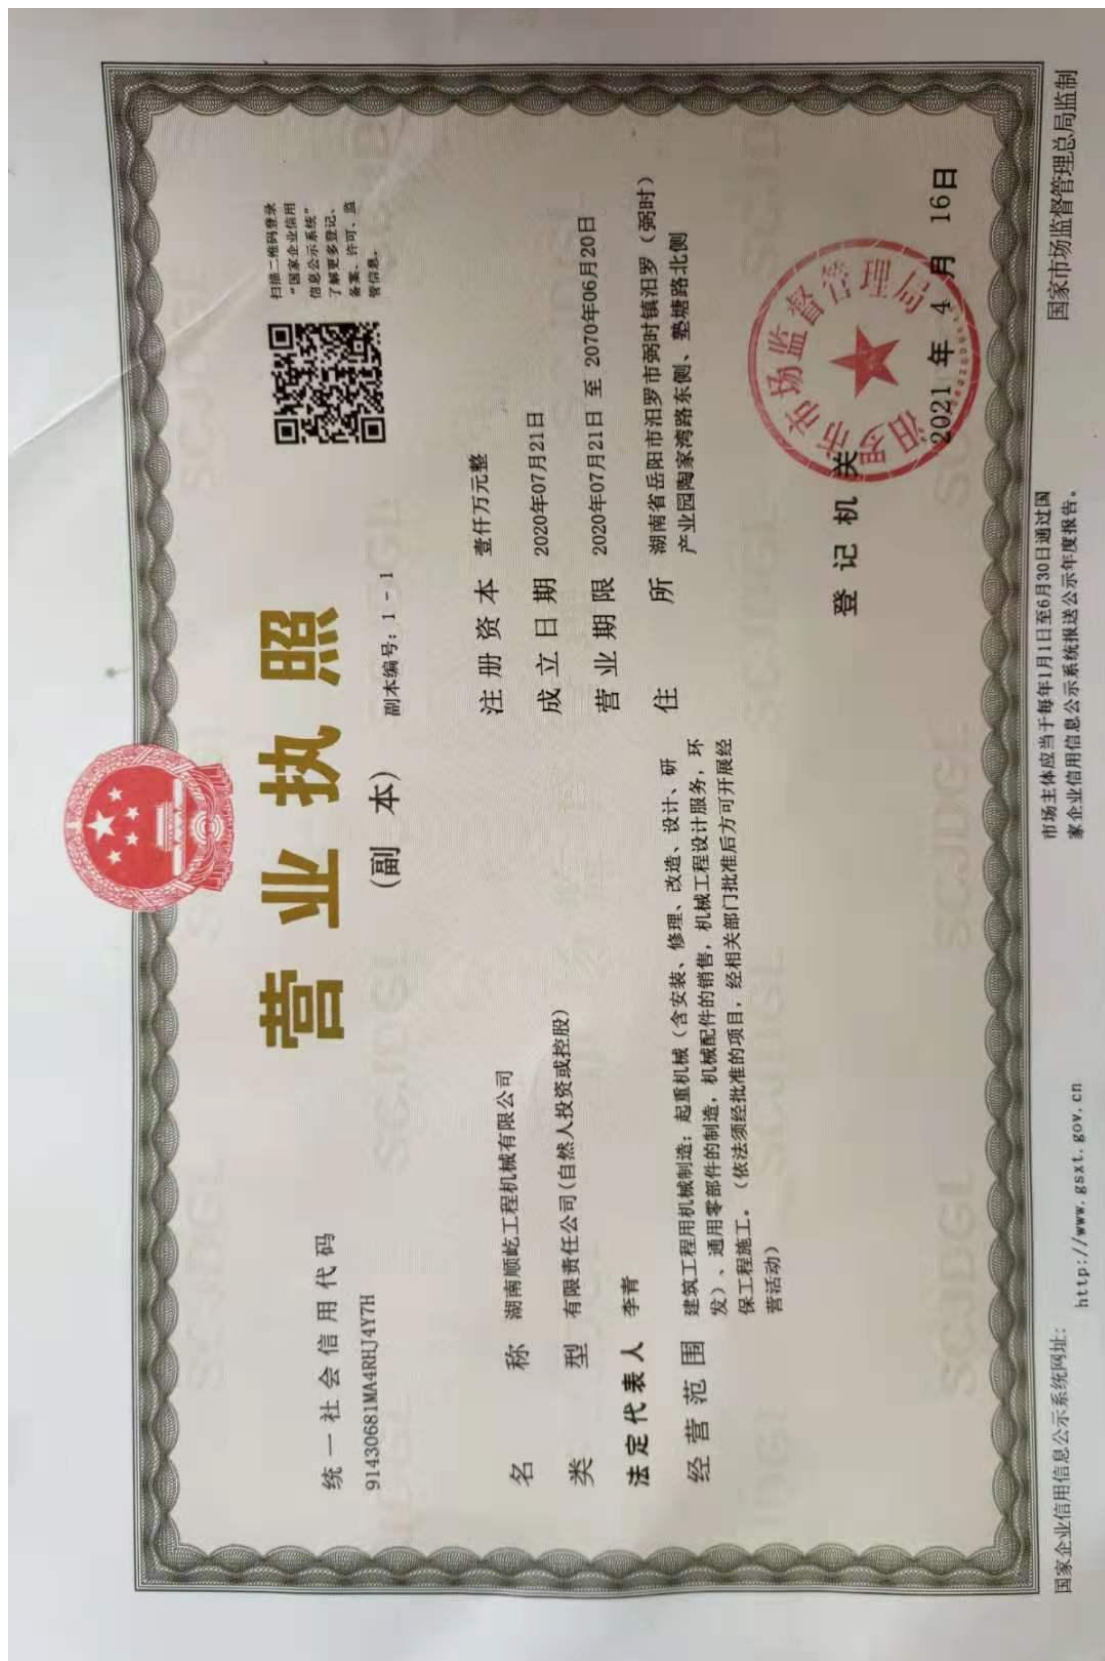 营业执照
(副 本)
副本编号：1－1
统一社会信用代码
91430681MA4RHJ4Y7H
扫描二维码登录
“国家企业信用
信息公示系统”
了解更多登记、
备案、许可、监
管信息。
名 称 湖南顺屹工程机械有限公司
类 型 有限责任公司(自然人投资或控股)
法定代表人 李青
经营范围 建筑工程用机械制造；起重机械（含安装、修理、改造、设计、研
发）、通用零部件的制造，机械配件的销售，机械工程设计服务，环
保工程施工。（依法须经批准的项目，经相关部门批准后方可开展经
营活动）
注册资本 壹仟万元整
成立日期 2020年07月21日
营业期限 2020年07月21日 至 2070年06月20日
住 所 湖南省岳阳市汨罗市弼时镇汨罗（弼时）
产业园陶家湾路东侧、塾塘路北侧
登记机关
汨罗市市场监督管理局
2021 年 4 月 16日
国家企业信用信息公示系统网址：
http://www.gsxt.gov.cn
市场主体应当于每年1月1日至6月30日通过国
家企业信用信息公示系统报送公示年度报告。
国家市场监督管理总局监制